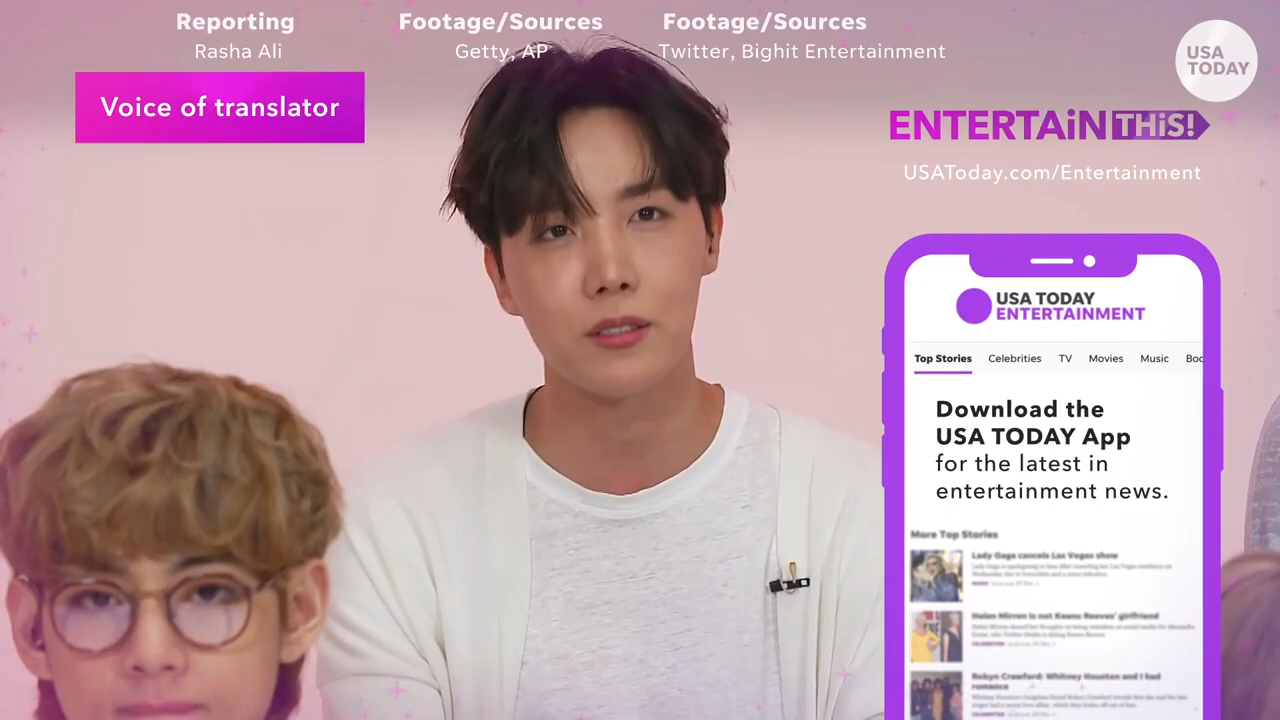 Reporting
Rasha Ali
Footage/Sources
Getty, AP
Footage/Sources
Twitter, Bighit Entertainment
USA
TODAY
Voice of translator
ENTERTAiN THiS!
USAToday.com/Entertainment
USA TODAY
ENTERTAINMENT
Top Stories Celebrities TV Movies Music Boo
Download the
USA TODAY App
for the latest in
entertainment news.
More Top Stories
Lady Gaga cancels Las Vegas show
Helen Mirren is not Keanu Reeves' girlfriend
Robyn Crawford: Whitney Houston and I had
romance